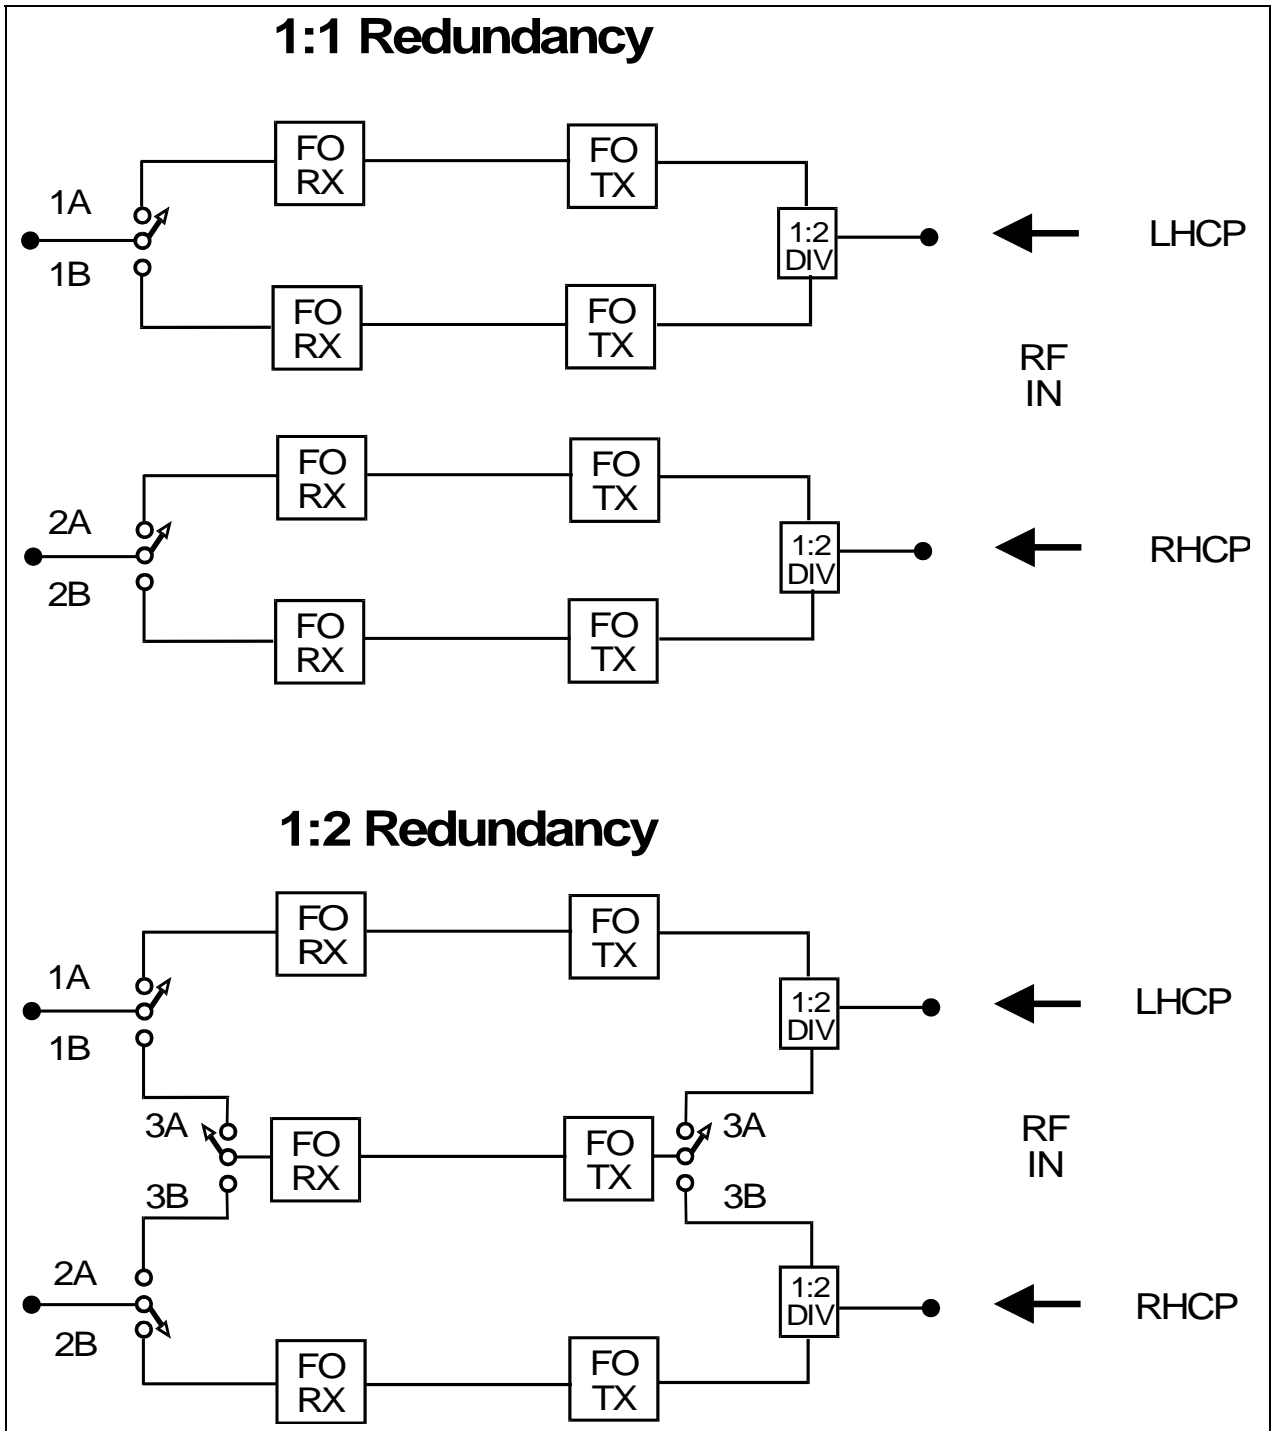 1:1 Redundancy
FO
RX
FO
TX
1A
1B
1:2
DIV
LHCP
FO
RX
FO
TX
RF
IN
FO
RX
FO
TX
2A
2B
1:2
DIV
RHCP
FO
RX
FO
TX
1:2 Redundancy
FO
RX
FO
TX
1A
1B
1:2
DIV
LHCP
3A
3B
FO
RX
FO
TX
3A
3B
RF
IN
2A
2B
1:2
DIV
RHCP
FO
RX
FO
TX